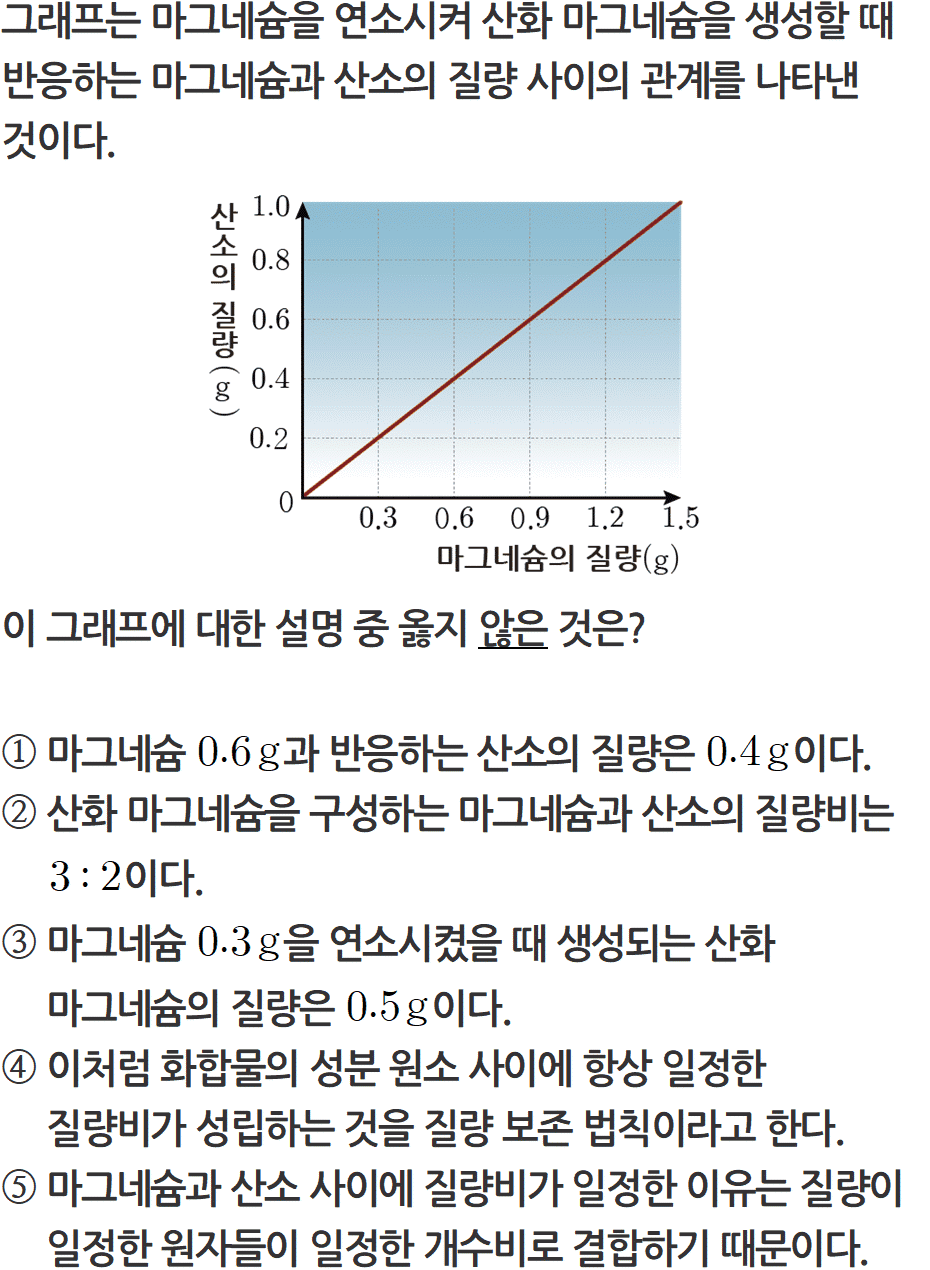 그래프는 마그네슘을 연소시켜 산화 마그네슘을 생성할 때
반응하는 마그네슘과 산소의 질량 사이의 관계를 나타낸
것이다.
산소의 질량(g)
1.0
0.8
0.6
0.4
0.2
0
0.3 0.6 0.9 1.2 1.5
마그네슘의 질량(g)
이 그래프에 대한 설명 중 옳지 않은 것은?
① 마그네슘 0.6g과 반응하는 산소의 질량은 0.4g이다.
② 산화 마그네슘을 구성하는 마그네슘과 산소의 질량비는
3 : 2이다.
③ 마그네슘 0.3g을 연소시켰을 때 생성되는 산화
마그네슘의 질량은 0.5g이다.
④ 이처럼 화합물의 성분 원소 사이에 항상 일정한
질량비가 성립하는 것을 질량 보존 법칙이라고 한다.
⑤ 마그네슘과 산소 사이에 질량비가 일정한 이유는 질량이
일정한 원자들이 일정한 개수비로 결합하기 때문이다.